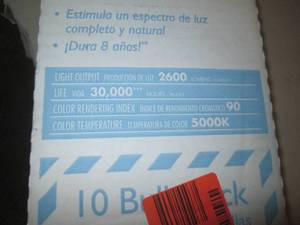 • Estimula un espectro de luz
completo y natural
• ¡Dura 8 años!**
LIGHT OUTPUT PRODUCCIÓN DE LUZ 2600
LIFE VIDA 30,000*** HOURS
COLOR RENDERING INDEX ÍNDICE DE RENDIMIENTO CROMÁTICO 90
COLOR TEMPERATURE TEMPERATURA DE COLOR 5000K
10 Bul